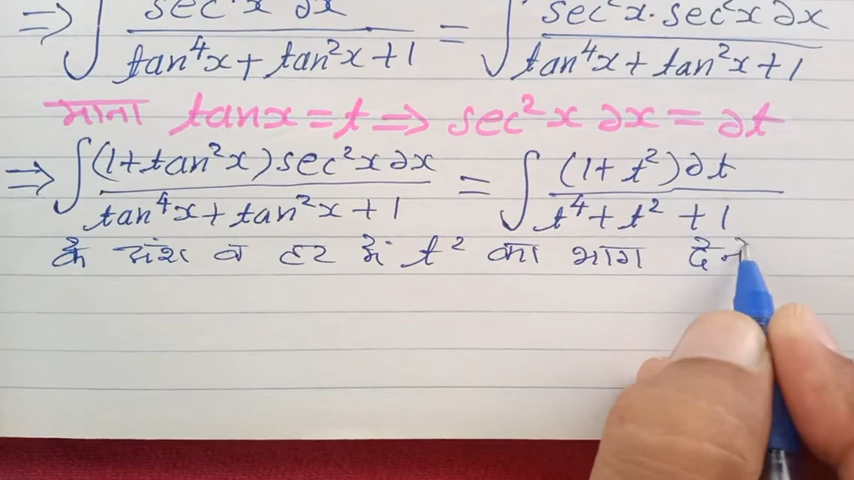 ⇒ ∫ sec⁴x ∂x / tan⁴x + tan²x + 1 = ∫ sec²x · sec²x ∂x / tan⁴x + tan²x + 1
माना tan x = t ⇒ sec²x ∂x = ∂t
⇒ ∫ (1+tan²x) sec²x ∂x / tan⁴x + tan²x + 1 = ∫ (1+t²) ∂t / t⁴ + t² + 1
के अंश व हर में t² का भाग